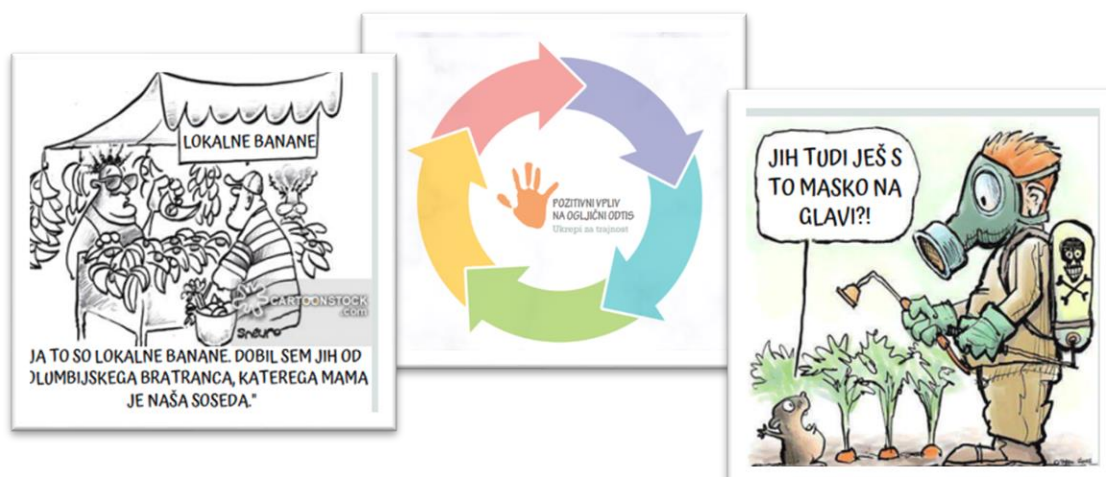 LOKALNE BANANE
CARTOONSTOCK
.com
JA TO SO LOKALNE BANANE. DOBIL SEM JIH OD
OLUMBIJSKEGA BRATRANCA, KATEREGA MAMA
JE NAŠA SOSEDA."
POZITIVNI VPLIV
NA OGLJIČNI ODTIS
Ukrepi za trajnost
JIH TUDI JEŠ S
TO MASKO NA
GLAVI?!